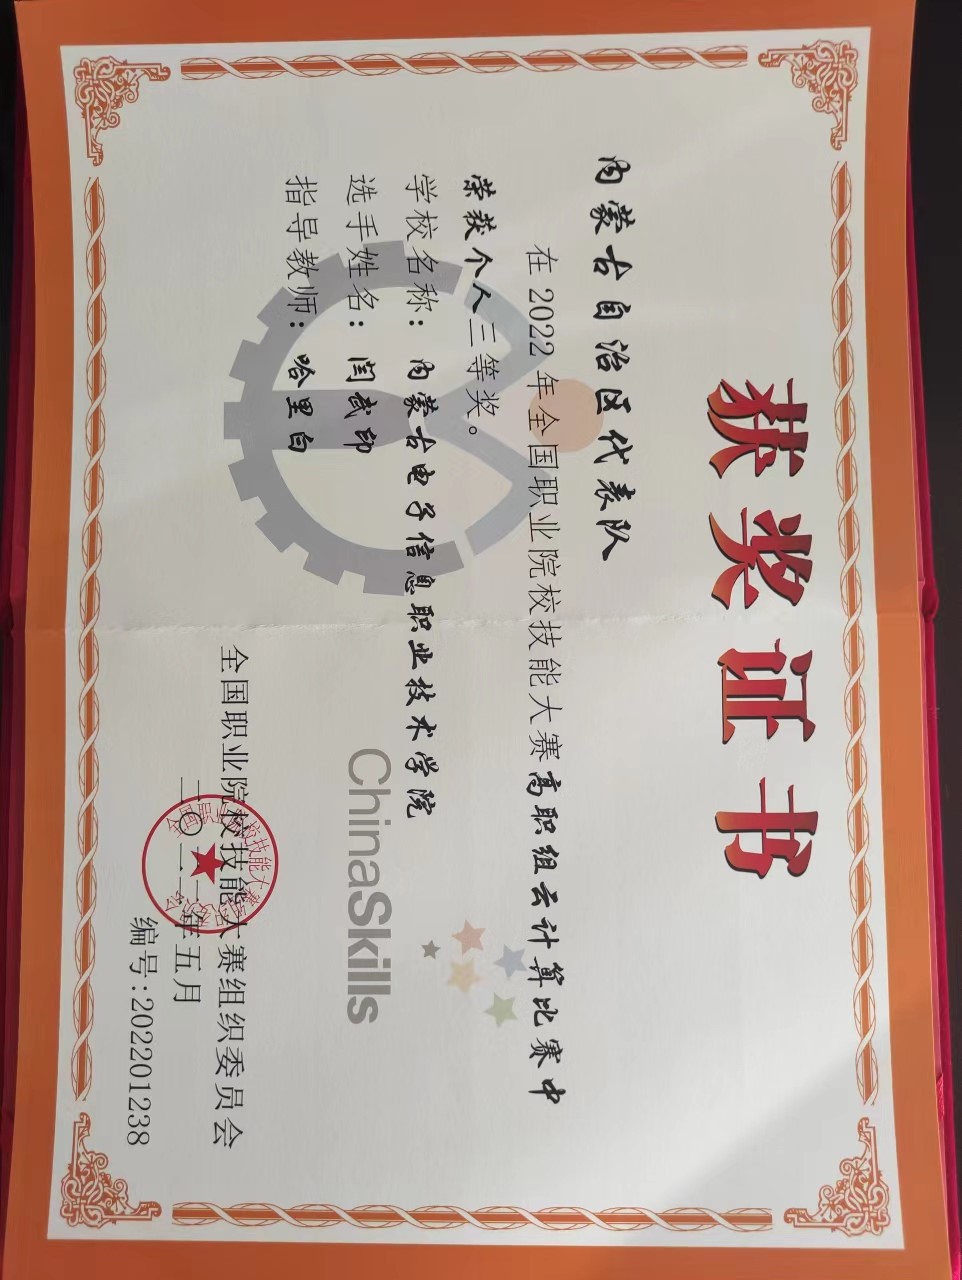 获奖证书
内蒙古自治区代表队
在2022年全国职业院校技能大赛高职组云计算比赛中
荣获个人三等奖。
学校名称：内蒙古电子信息职业技术学院
选手姓名：闫武印
指导教师：哈里白
ChinaSkills
全国职业院校技能大赛组织委员会
二〇二二年五月
编号:202201238